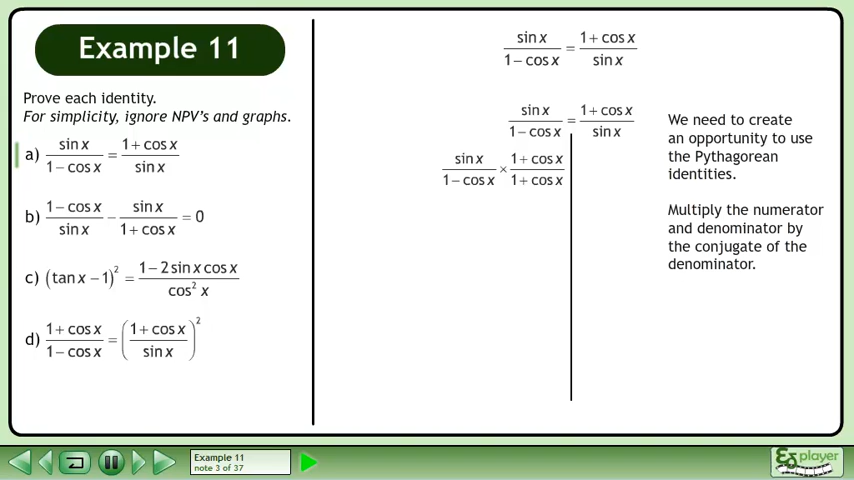 Example 11
Prove each identity.
For simplicity, ignore NPV's and graphs.
a) sin x / 1 − cos x = 1 + cos x / sin x
b) 1 − cos x / sin x − sin x / 1 + cos x = 0
c) (tan x − 1)² = 1 − 2 sin x cos x / cos² x
d) 1 + cos x / 1 − cos x = (1 + cos x / sin x)²
sin x / 1 − cos x = 1 + cos x / sin x
sin x / 1 − cos x = 1 + cos x / sin x
sin x / 1 − cos x × 1 + cos x / 1 + cos x
We need to create
an opportunity to use
the Pythagorean
identities.
Multiply the numerator
and denominator by
the conjugate of the
denominator.
Example 11
note 3 of 37
player